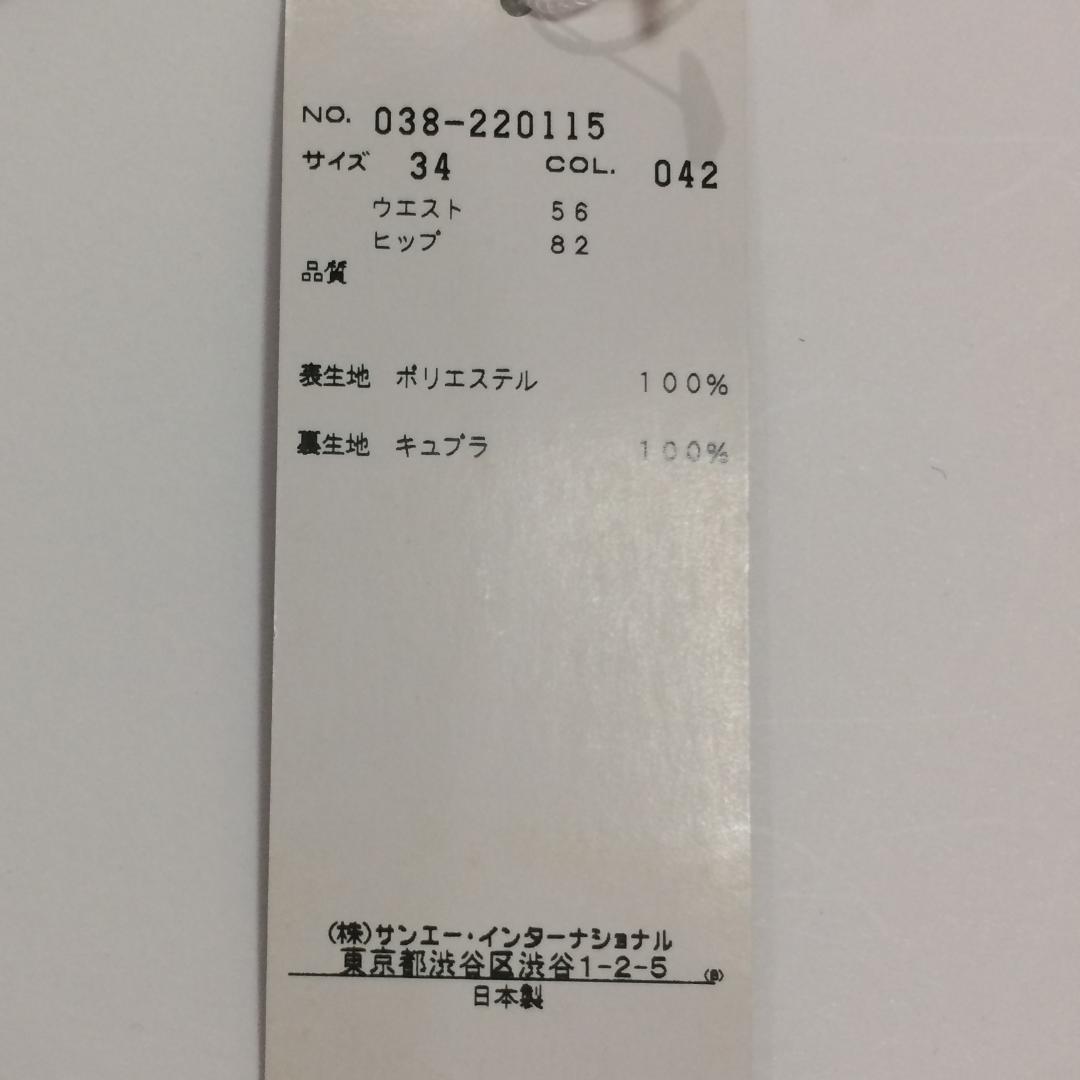 NO. 038-220115
サイズ 34 COL. 042
ウエスト 56
ヒップ 82
品質
表生地 ポリエステル 100%
裏生地 キュプラ 100%
(株)サンエー・インターナショナル
東京都渋谷区渋谷1-2-5
日本製